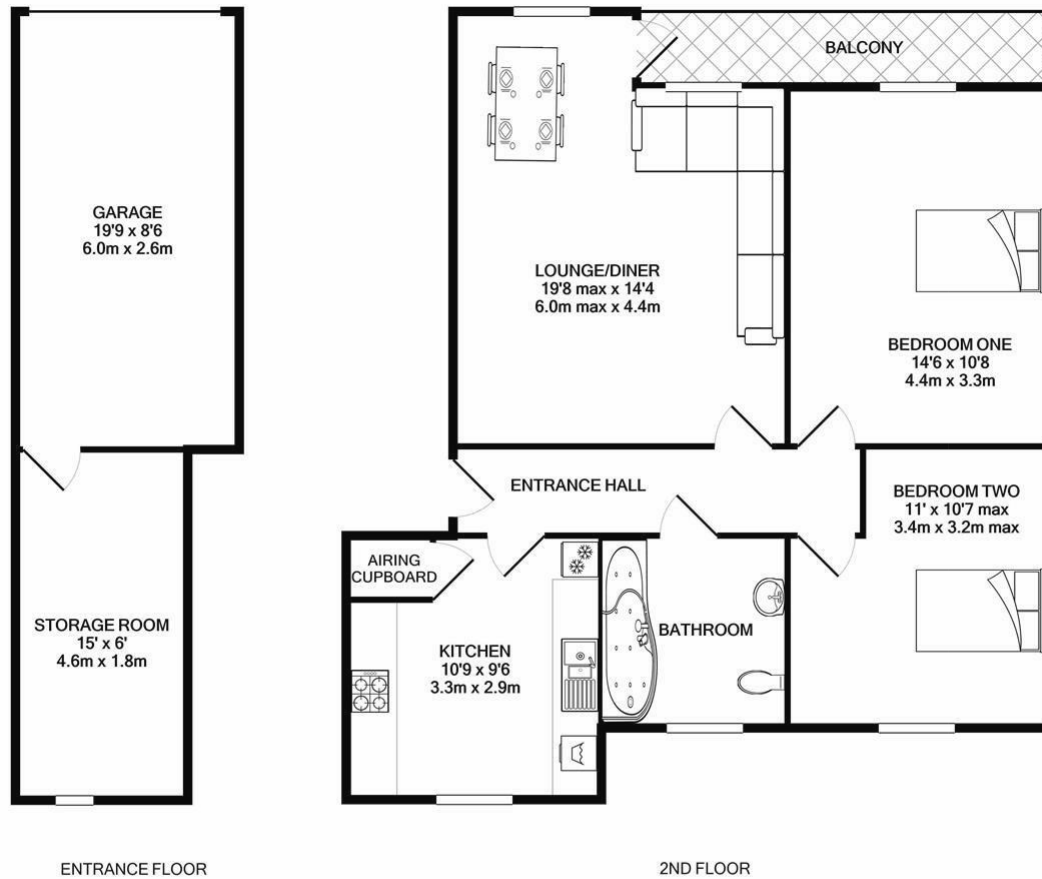 GARAGE
19'9 x 8'6
6.0m x 2.6m
STORAGE ROOM
15' x 6'
4.6m x 1.8m
ENTRANCE FLOOR
BALCONY
LOUNGE/DINER
19'8 max x 14'4
6.0m max x 4.4m
BEDROOM ONE
14'6 x 10'8
4.4m x 3.3m
ENTRANCE HALL
BEDROOM TWO
11' x 10'7 max
3.4m x 3.2m max
AIRING
CUPBOARD
KITCHEN
10'9 x 9'6
3.3m x 2.9m
BATHROOM
2ND FLOOR